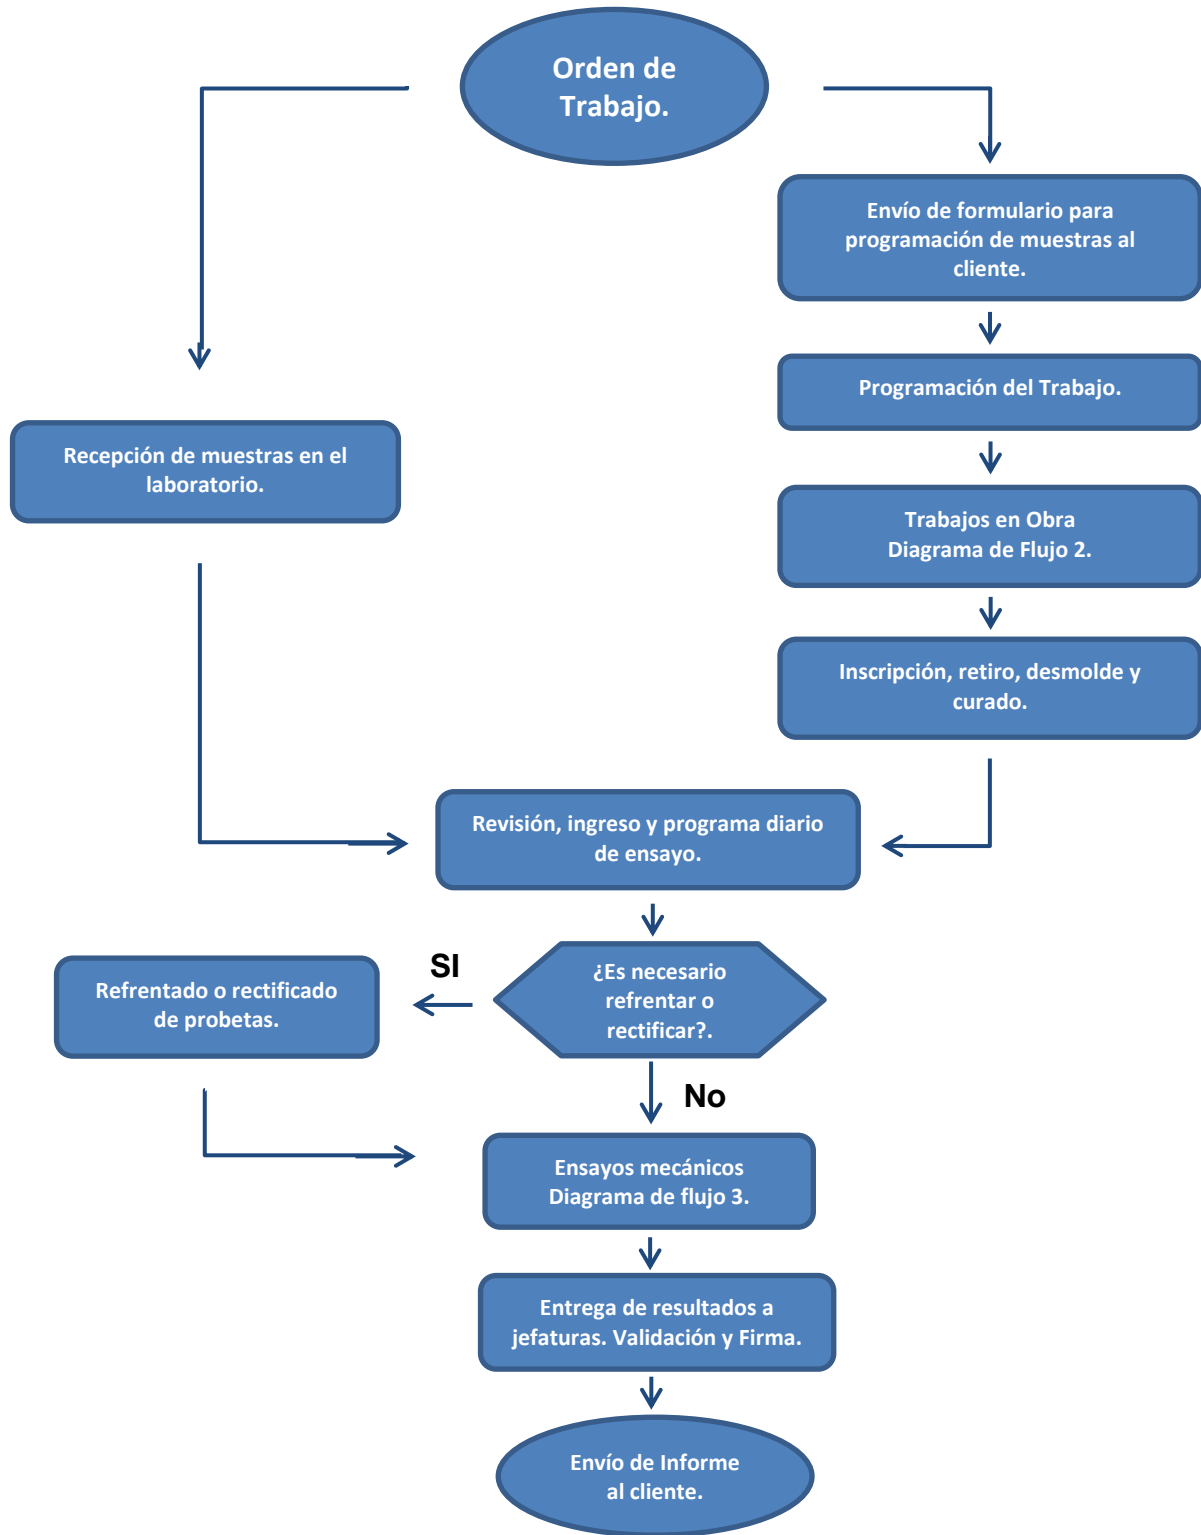 Orden de
Trabajo.
Envío de formulario para
programación de muestras al
cliente.
Programación del Trabajo.
Recepción de muestras en el
laboratorio.
Trabajos en Obra
Diagrama de Flujo 2.
Inscripción, retiro, desmolde y
curado.
Revisión, ingreso y programa diario
de ensayo.
¿Es necesario
refrentar o
rectificar?.
SI
Refrentado o rectificado
de probetas.
No
Ensayos mecánicos
Diagrama de flujo 3.
Entrega de resultados a
jefaturas. Validación y Firma.
Envío de Informe
al cliente.